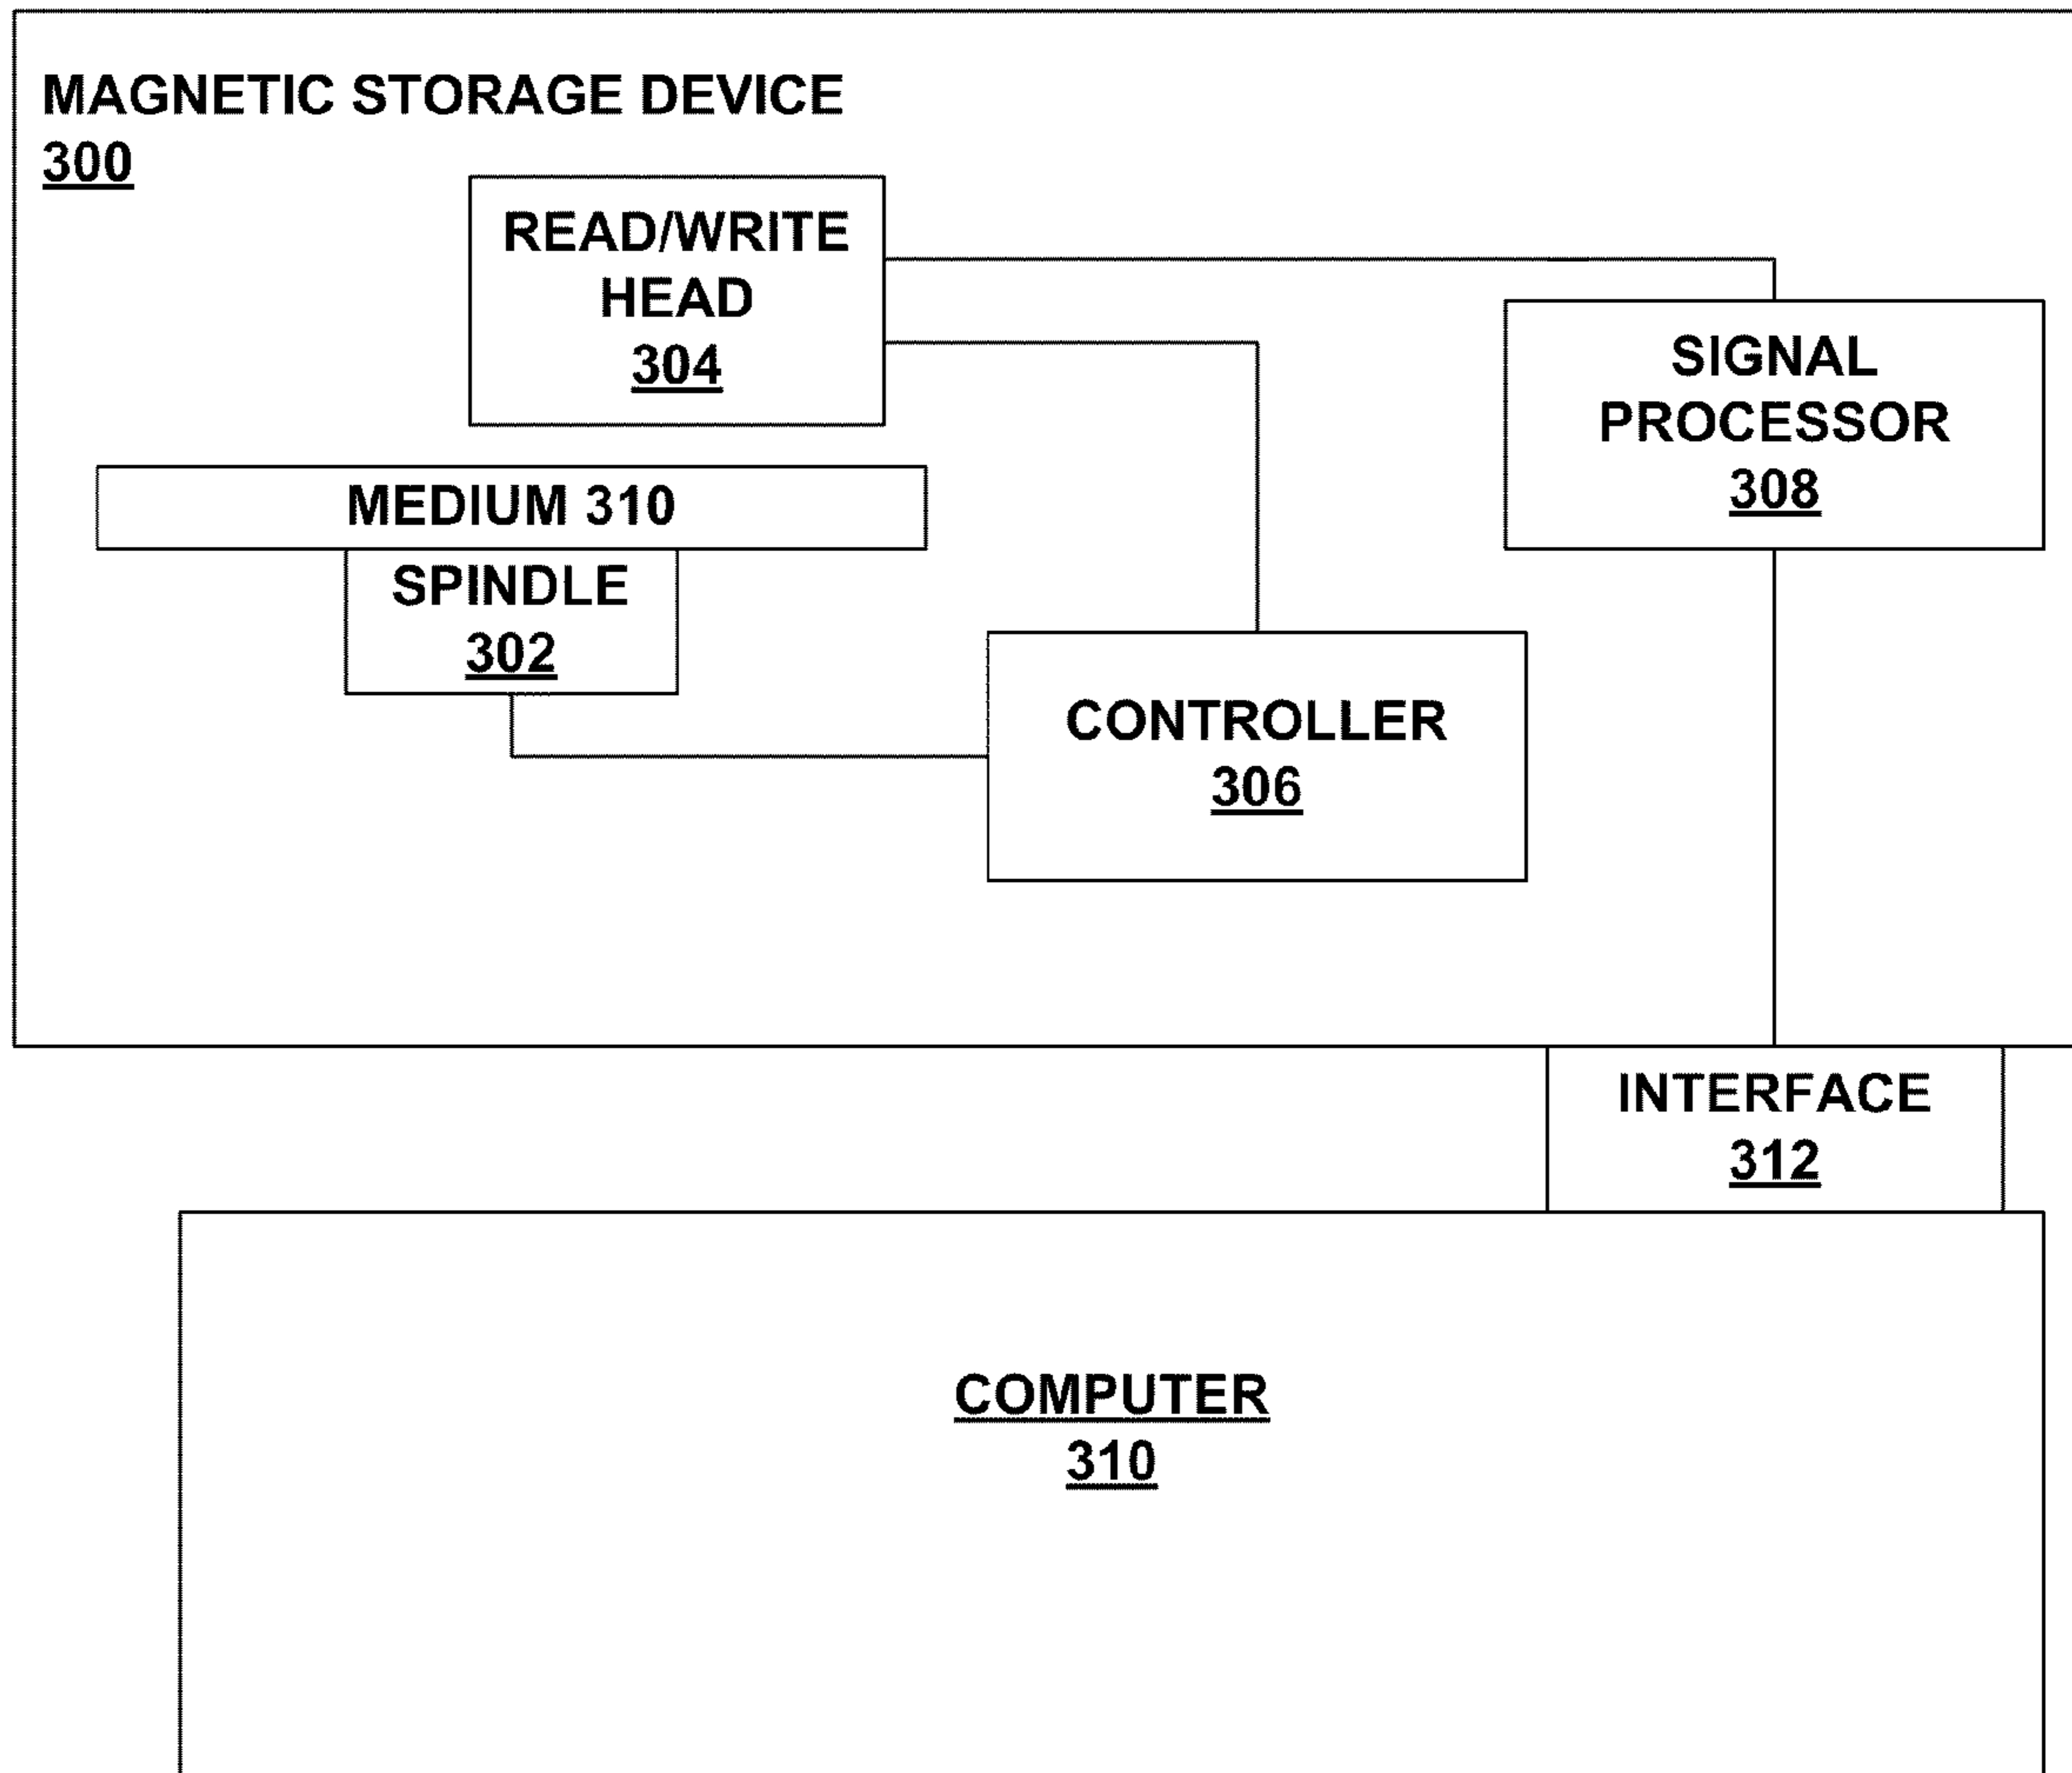 MAGNETIC STORAGE DEVICE
300
READ/WRITE
HEAD
304
SIGNAL
PROCESSOR
308
MEDIUM 310
SPINDLE
302
CONTROLLER
306
INTERFACE
312
COMPUTER
310